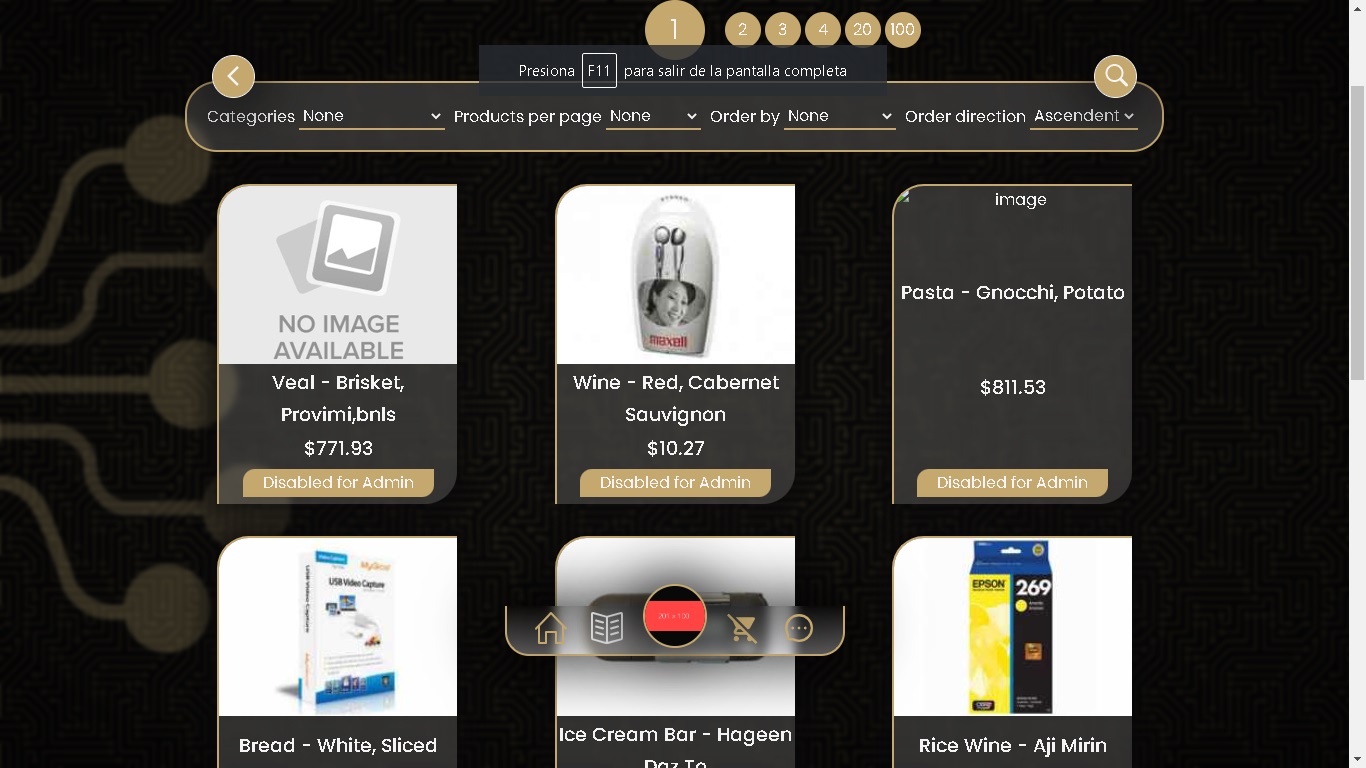 1 2 3 4 20 100
Presiona F11 para salir de la pantalla completa
Categories None Products per page None Order by None Order direction Ascendent
NO IMAGE
AVAILABLE
Veal - Brisket,
Provimi,bnls
$771.93
Disabled for Admin
maxell
Wine - Red, Cabernet
Sauvignon
$10.27
Disabled for Admin
image
Pasta - Gnocchi, Potato
$811.53
Disabled for Admin
MyGica
USB Video Capture
Bread - White, Sliced
Ice Cream Bar - Hageen
Daz To
EPSON 269
Rice Wine - Aji Mirin